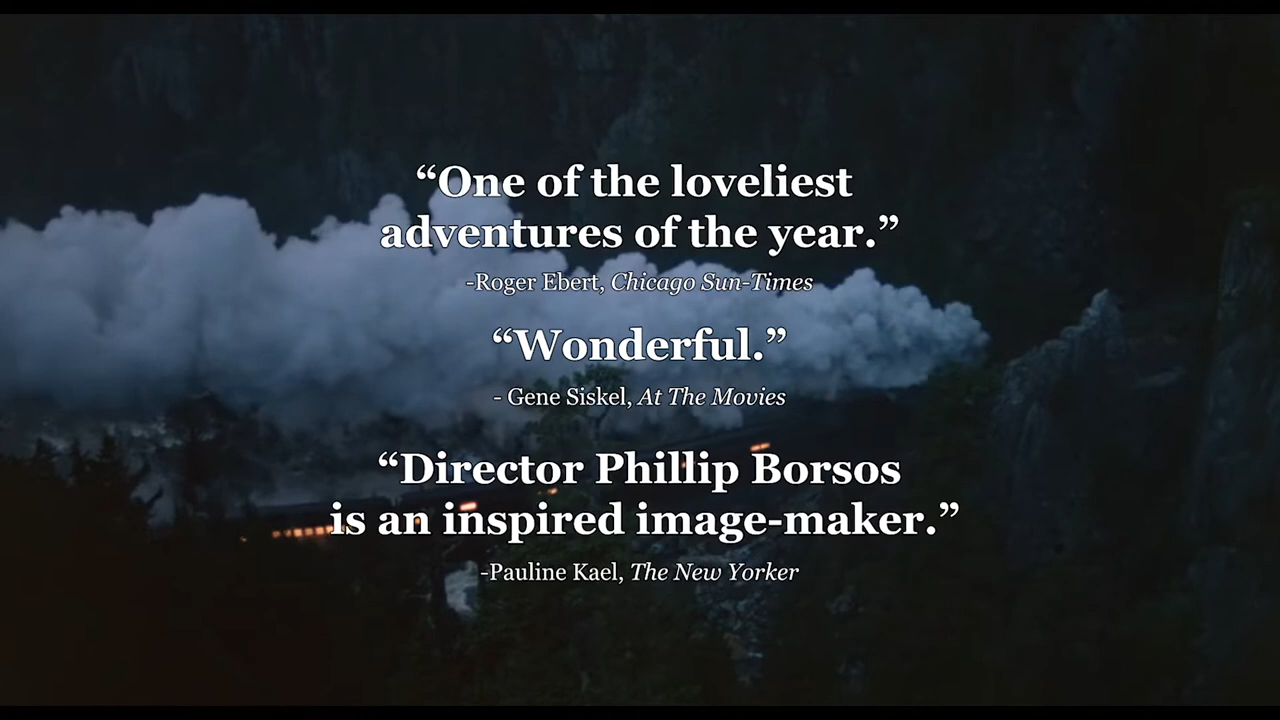 “One of the loveliest
adventures of the year.”
-Roger Ebert, Chicago Sun-Times
“Wonderful.”
- Gene Siskel, At The Movies
“Director Phillip Borsos
is an inspired image-maker.”
-Pauline Kael, The New Yorker